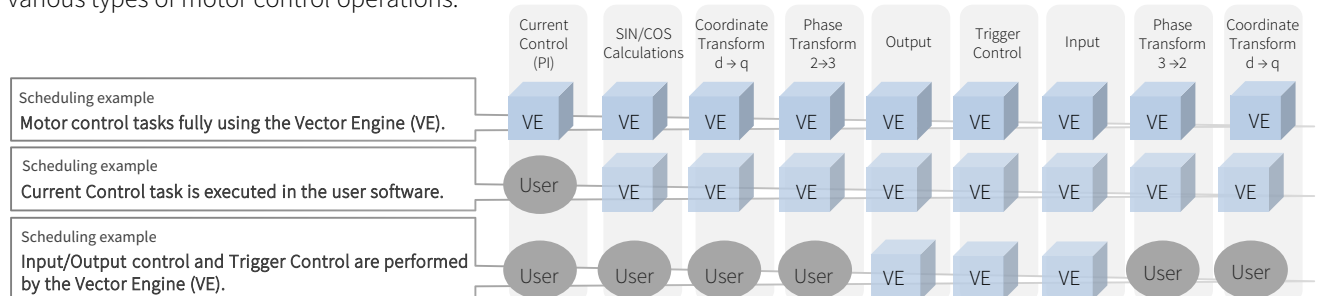 various types of motor control operations.
Current
Control
(PI)
SIN/COS
Calculations
Coordinate
Transform
d → q
Phase
Transform
2→3
Output
Trigger
Control
Input
Phase
Transform
3 →2
Coordinate
Transform
d → q
Scheduling example
Motor control tasks fully using the Vector Engine (VE).
VE VE VE VE VE VE VE VE VE
Scheduling example
Current Control task is executed in the user software.
User VE VE VE VE VE VE VE VE
Scheduling example
Input/Output control and Trigger Control are performed
by the Vector Engine (VE).
User User User User VE VE VE User User